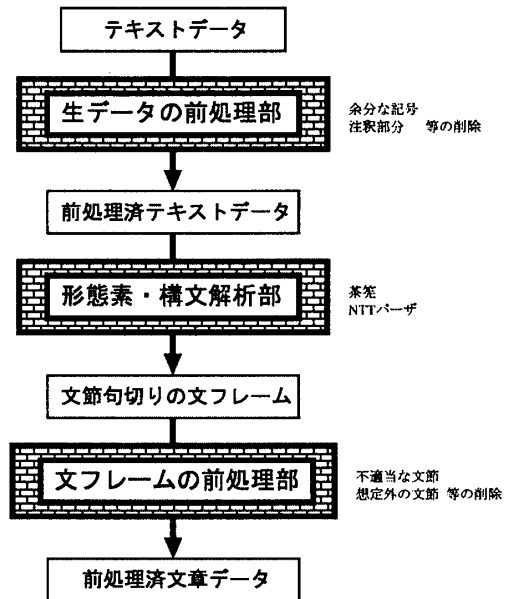 テキストデータ
生データの前処理部
余分な記号
注釈部分 等の削除
前処理済テキストデータ
形態素・構文解析部
茶筌
NTTパーザ
文節句切りの文フレーム
文フレームの前処理部
不適当な文節
想定外の文節 等の削除
前処理済文章データ